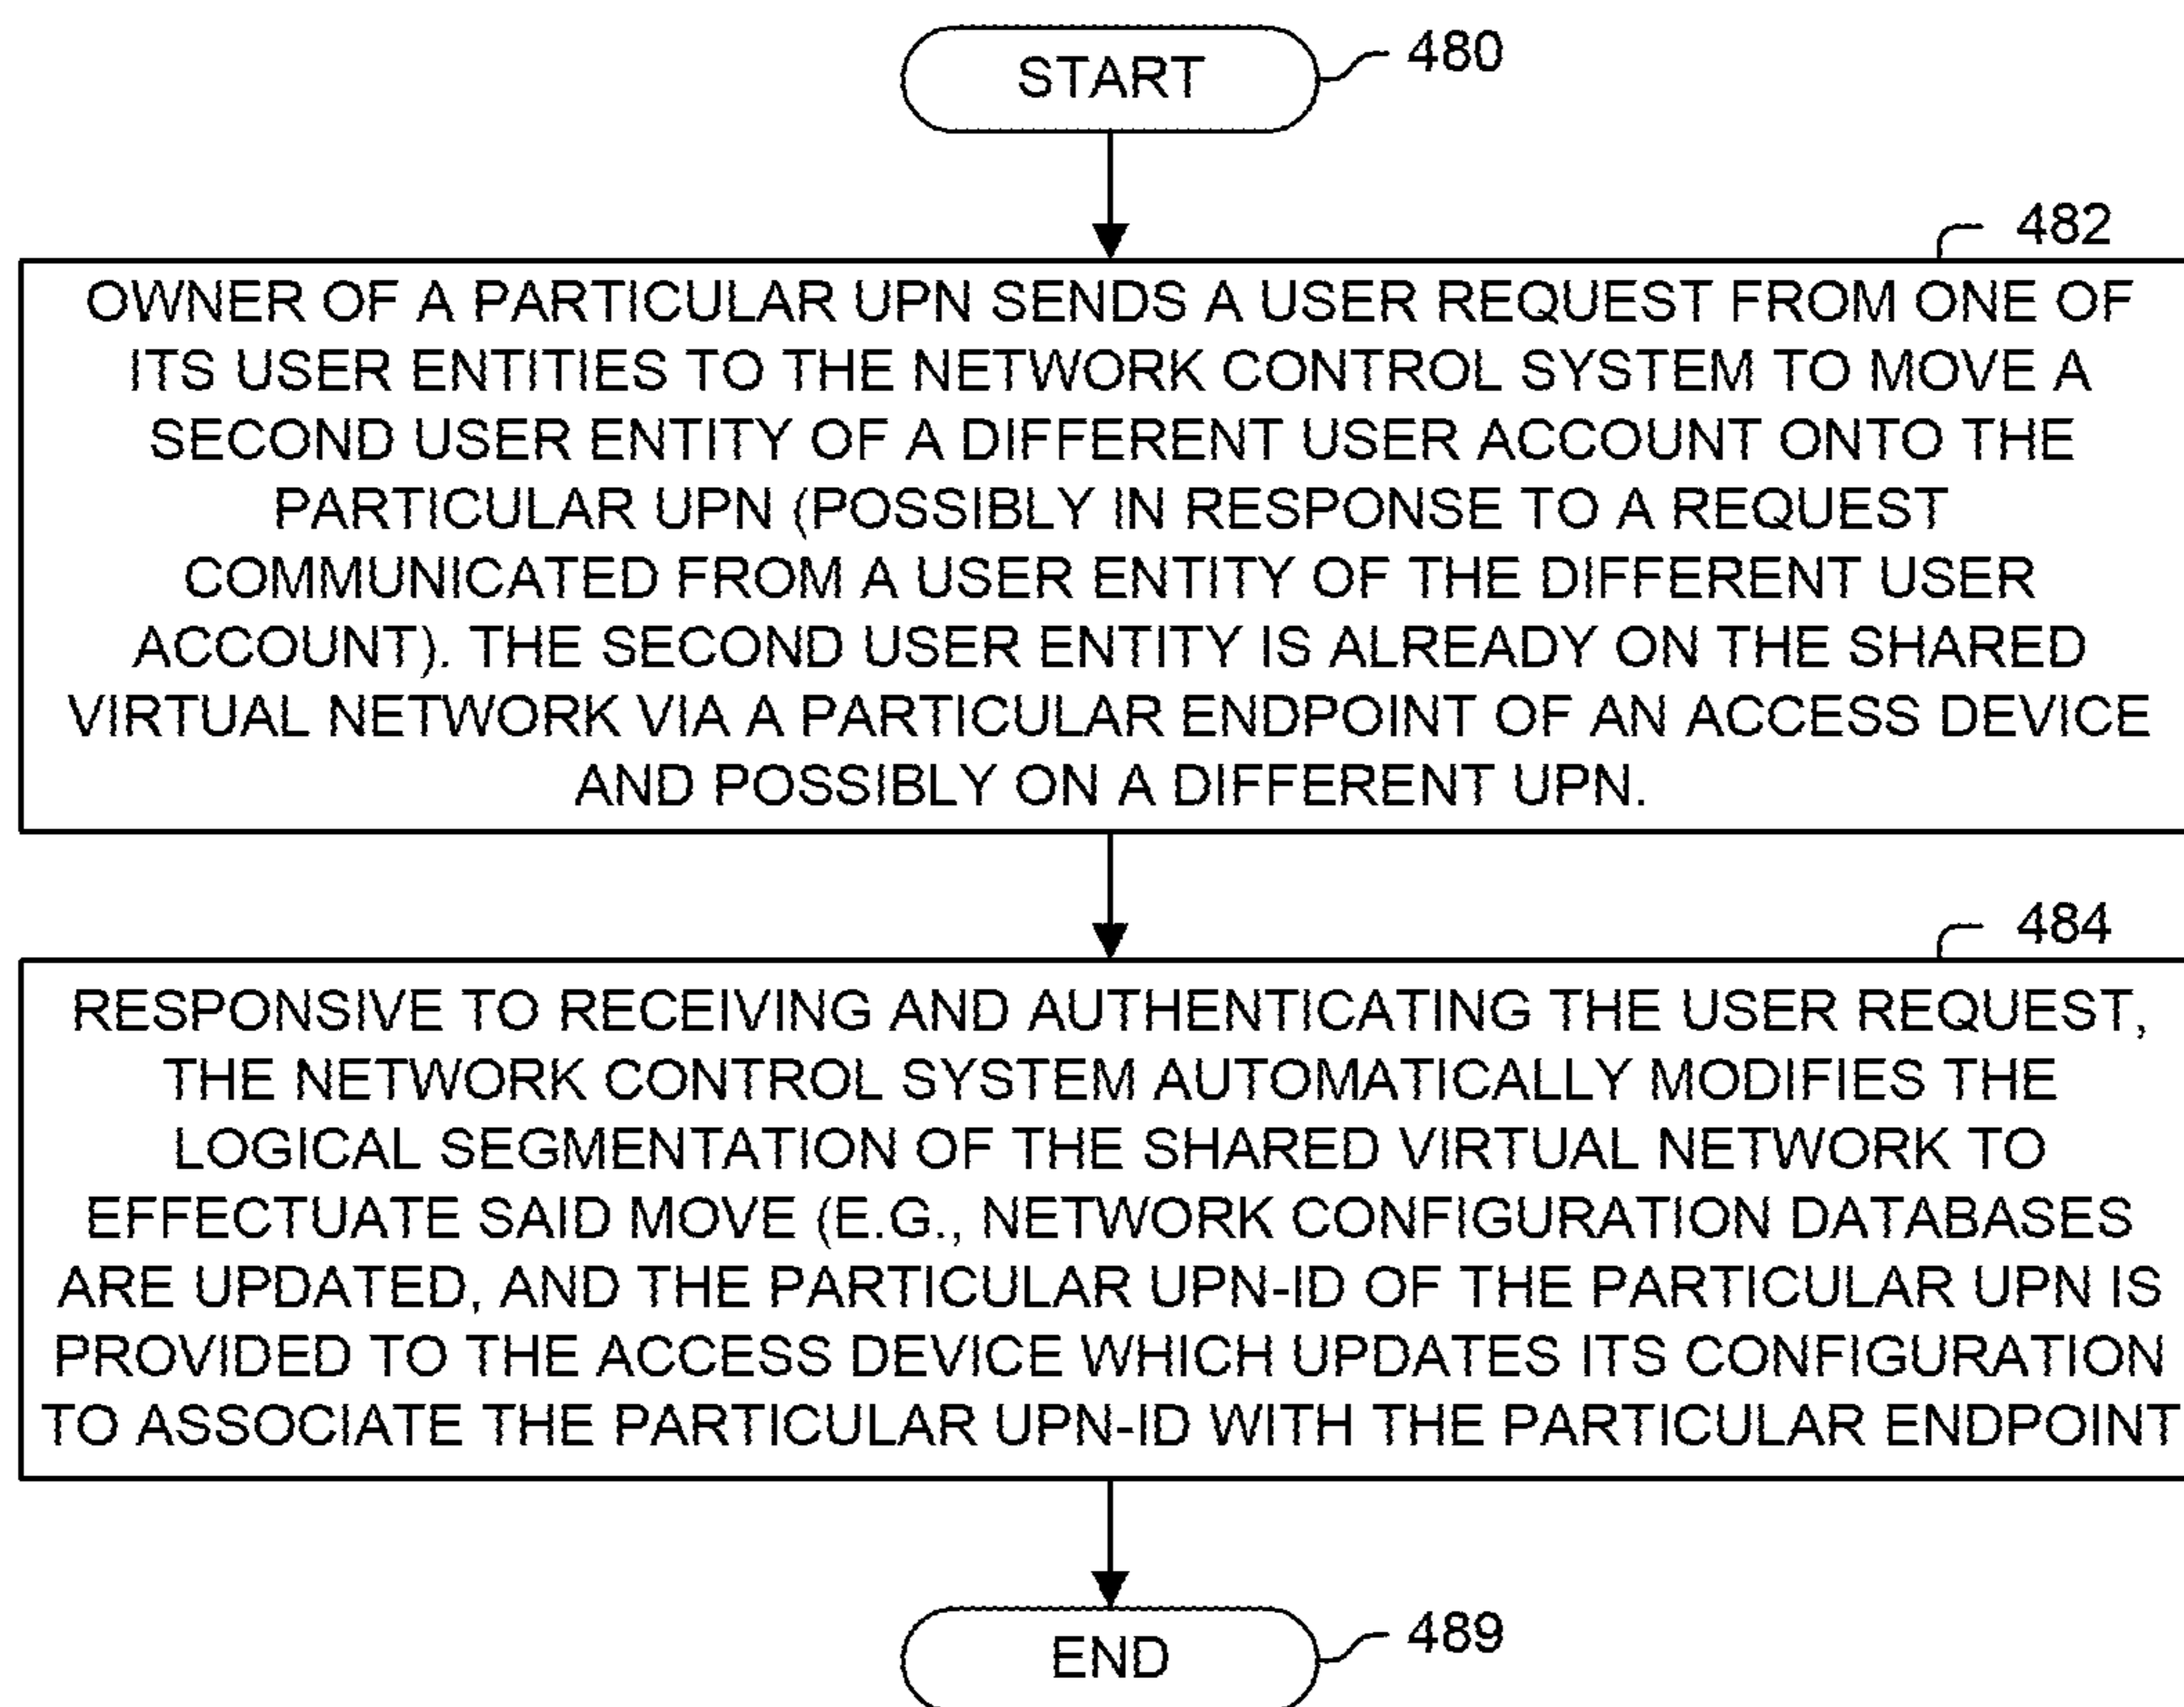 START
480
482
OWNER OF A PARTICULAR UPN SENDS A USER REQUEST FROM ONE OF
ITS USER ENTITIES TO THE NETWORK CONTROL SYSTEM TO MOVE A
SECOND USER ENTITY OF A DIFFERENT USER ACCOUNT ONTO THE
PARTICULAR UPN (POSSIBLY IN RESPONSE TO A REQUEST
COMMUNICATED FROM A USER ENTITY OF THE DIFFERENT USER
ACCOUNT). THE SECOND USER ENTITY IS ALREADY ON THE SHARED
VIRTUAL NETWORK VIA A PARTICULAR ENDPOINT OF AN ACCESS DEVICE
AND POSSIBLY ON A DIFFERENT UPN.
484
RESPONSIVE TO RECEIVING AND AUTHENTICATING THE USER REQUEST,
THE NETWORK CONTROL SYSTEM AUTOMATICALLY MODIFIES THE
LOGICAL SEGMENTATION OF THE SHARED VIRTUAL NETWORK TO
EFFECTUATE SAID MOVE (E.G., NETWORK CONFIGURATION DATABASES
ARE UPDATED, AND THE PARTICULAR UPN-ID OF THE PARTICULAR UPN IS
PROVIDED TO THE ACCESS DEVICE WHICH UPDATES ITS CONFIGURATION
TO ASSOCIATE THE PARTICULAR UPN-ID WITH THE PARTICULAR ENDPOINT
END
489